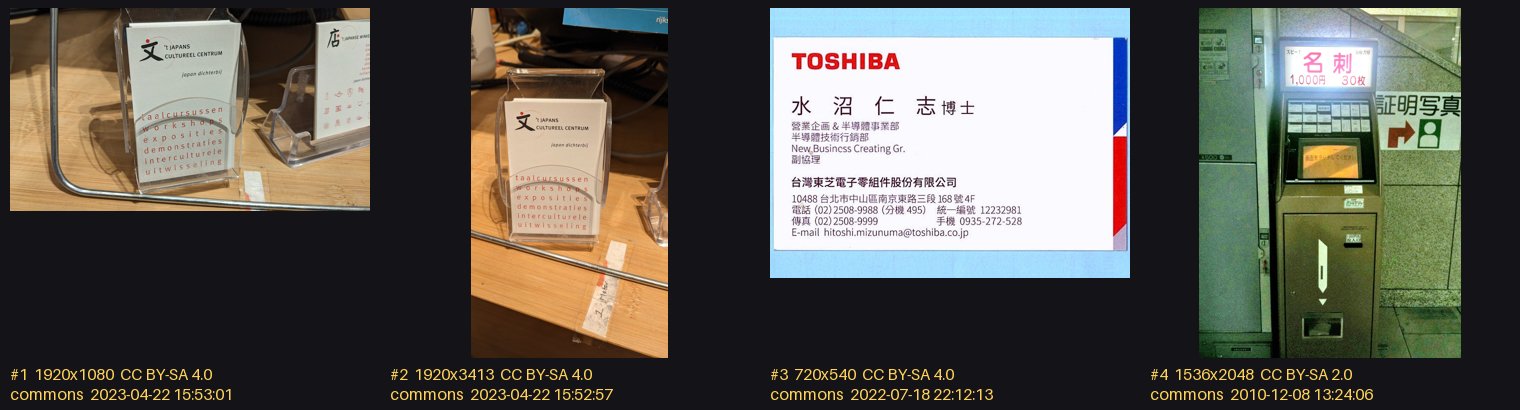 文 't JAPANS
CULTUREEL CENTRUM
japan dichterbij
taalcursussen
workshops
exposities
demonstraties
interculturele
uitwisseling
店
't JAPANSE WINK
#1 1920x1080 CC BY-SA 4.0
commons 2023-04-22 15:53:01
rijks
文 't JAPANS
CULTUREEL CENTRUM
japan dichterbij
taalcursussen
workshops
exposities
demonstraties
interculturele
uitwisseling
#2 1920x3413 CC BY-SA 4.0
commons 2023-04-22 15:52:57
TOSHIBA
水沼仁志 博士
營業企画 & 半導體事業部
半導體技術行銷部
New Business Creating Gr.
副協理
台灣東芝電子零組件股份有限公司
10488 台北市中山區南京東路三段 168 號 4F
電話 (02) 2508-9988 (分機 495) 統一編號 12232981
傳真 (02) 2508-9999 手機 0935-272-528
E-mail hitoshi.mizunuma@toshiba.co.jp
#3 720x540 CC BY-SA 4.0
commons 2022-07-18 22:12:13
名刺
1,000円 30枚
証明写真
#4 1536x2048 CC BY-SA 2.0
commons 2010-12-08 13:24:06